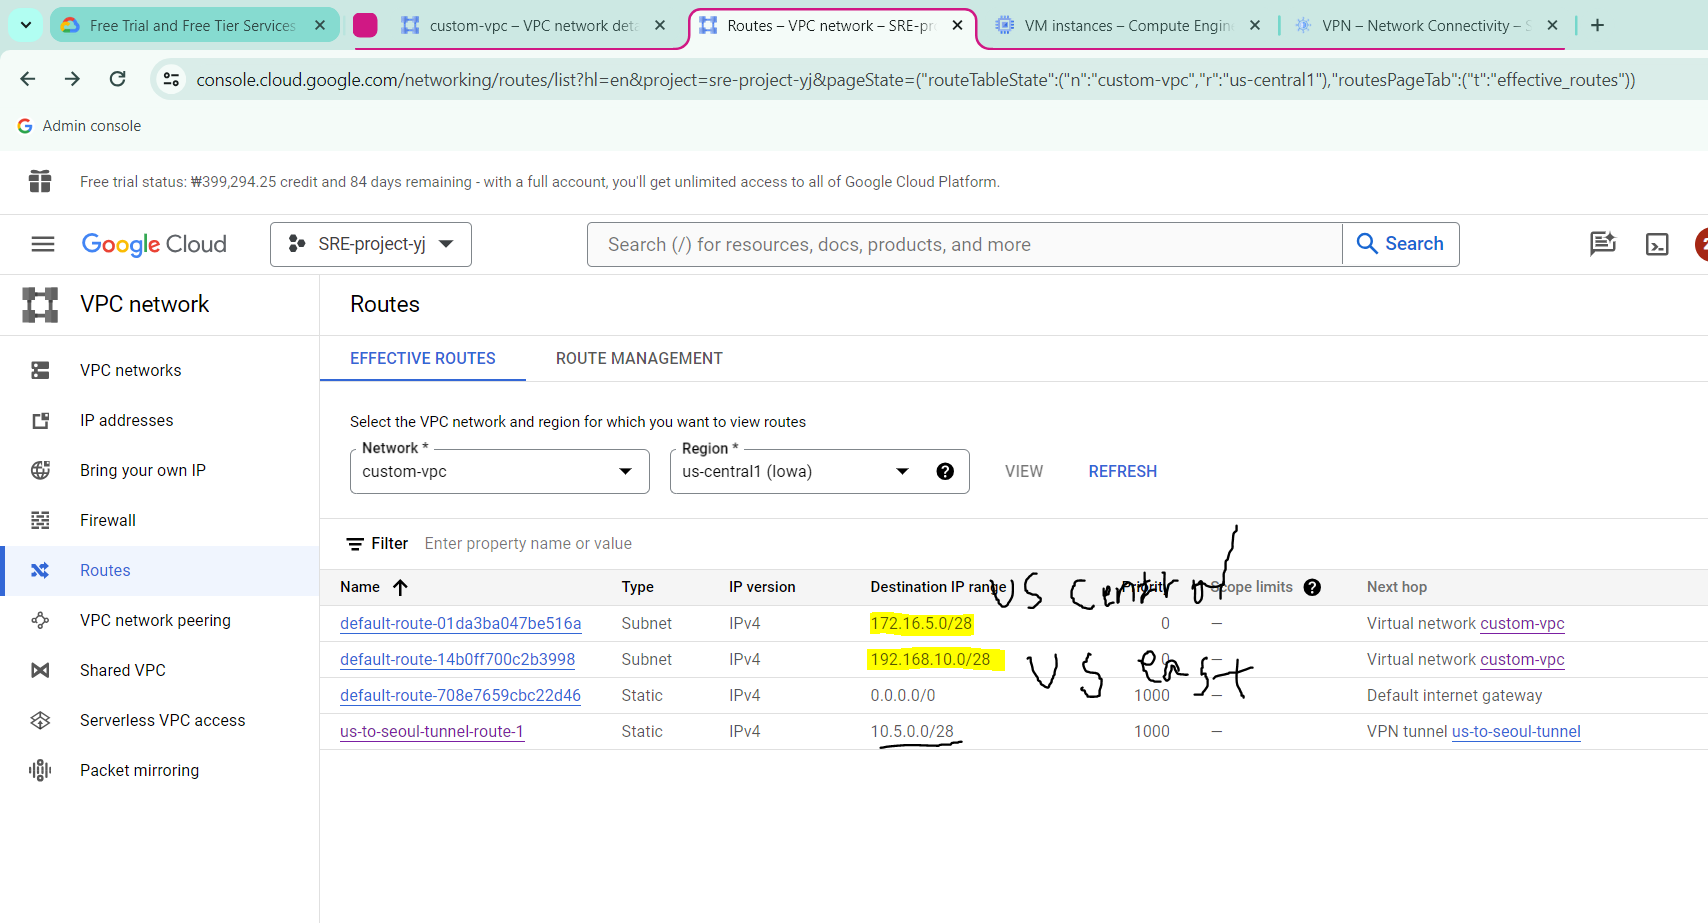 Free Trial and Free Tier Services
custom-vpc – VPC network deta
Routes – VPC network – SRE-pr
VM instances – Compute Engin
VPN – Network Connectivity – S
console.cloud.google.com/networking/routes/list?hl=en&project=sre-project-yj&pageState=("routeTableState":("n":"custom-vpc","r":"us-central1"),"routesPageTab":("t":"effective_routes"))
Admin console
Free trial status: ₩399,294.25 credit and 84 days remaining - with a full account, you'll get unlimited access to all of Google Cloud Platform.
Google Cloud
SRE-project-yj
Search (/) for resources, docs, products, and more
Search
2
VPC network
VPC networks
IP addresses
Bring your own IP
Firewall
Routes
VPC network peering
Shared VPC
Serverless VPC access
Packet mirroring
Routes
EFFECTIVE ROUTES ROUTE MANAGEMENT
Select the VPC network and region for which you want to view routes
Network * Region *
custom-vpc us-central1 (Iowa) VIEW REFRESH
Filter Enter property name or value
Name Type IP version Destination IP range Priority Scope limits Next hop
US central
default-route-01da3ba047be516a Subnet IPv4 172.16.5.0/28 0 — Virtual network custom-vpc
default-route-14b0ff700c2b3998 Subnet IPv4 192.168.10.0/28 0 — Virtual network custom-vpc
US east
default-route-708e7659cbc22d46 Static IPv4 0.0.0.0/0 1000 — Default internet gateway
us-to-seoul-tunnel-route-1 Static IPv4 10.5.0.0/28 1000 — VPN tunnel us-to-seoul-tunnel